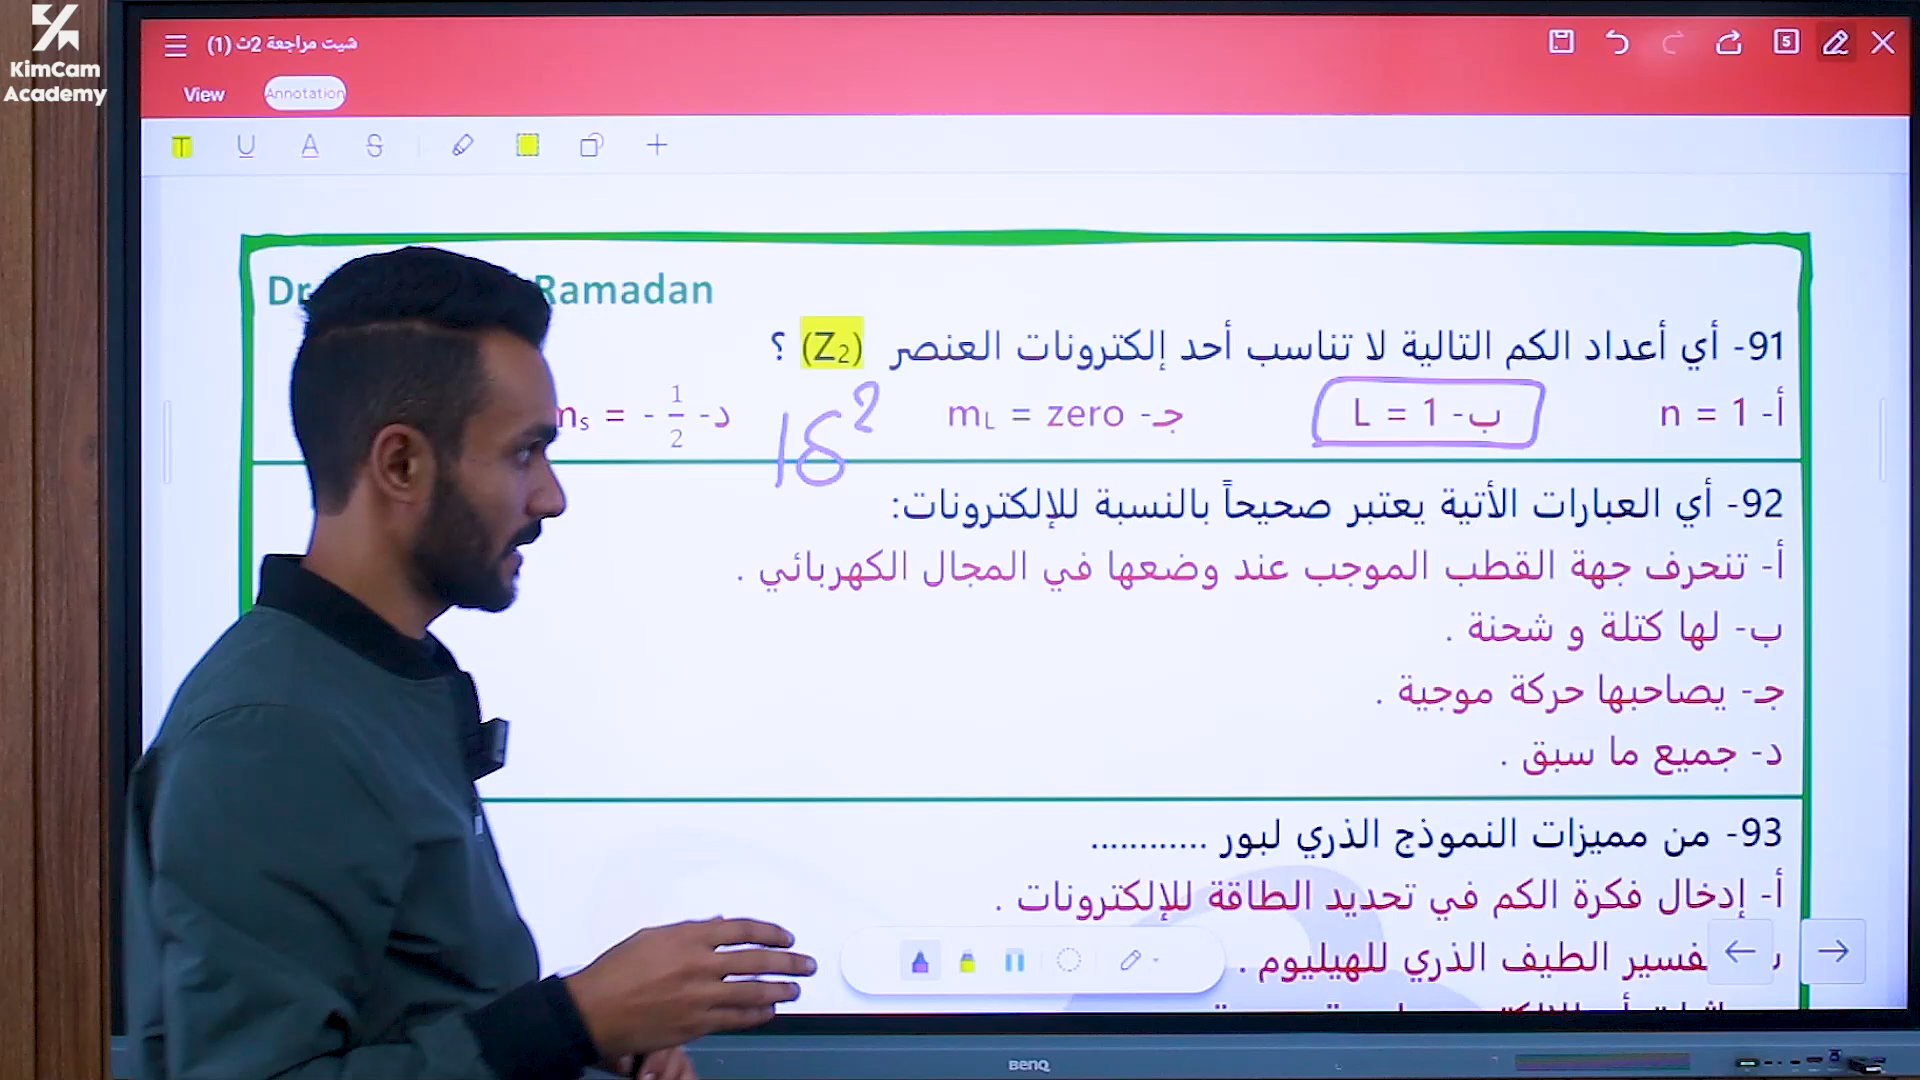 KimCam
Academy
شيت مراجعة 2ث (1)
5
View
Annotation
T U A S
Ramadan
91- أي أعداد الكم التالية لا تناسب أحد إلكترونات العنصر (Z₂) ؟
أ- n = 1 ب- L = 1 جـ- mL = zero د- ms = - 1/2
1s²
92- أي العبارات الأتية يعتبر صحيحاً بالنسبة للإلكترونات:
أ- تنحرف جهة القطب الموجب عند وضعها في المجال الكهربائي .
ب- لها كتلة و شحنة .
جـ- يصاحبها حركة موجية .
د- جميع ما سبق .
93- من مميزات النموذج الذري لبور ............
أ- إدخال فكرة الكم في تحديد الطاقة للإلكترونات .
الطيف الذري للهيليوم .
BenQ